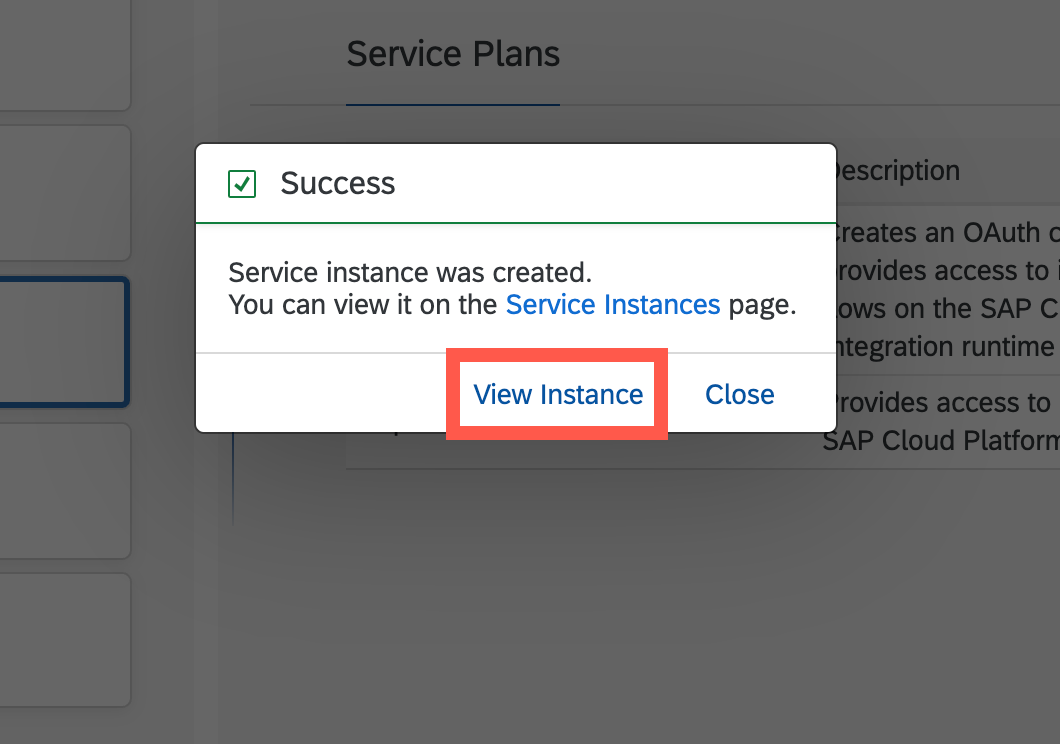 Service Plans
Success
Service instance was created.
You can view it on the Service Instances page.
View Instance
Close
Description
Creates an OAuth
provides access to
flows on the SAP
integration runtime
Provides access to
SAP Cloud Platform